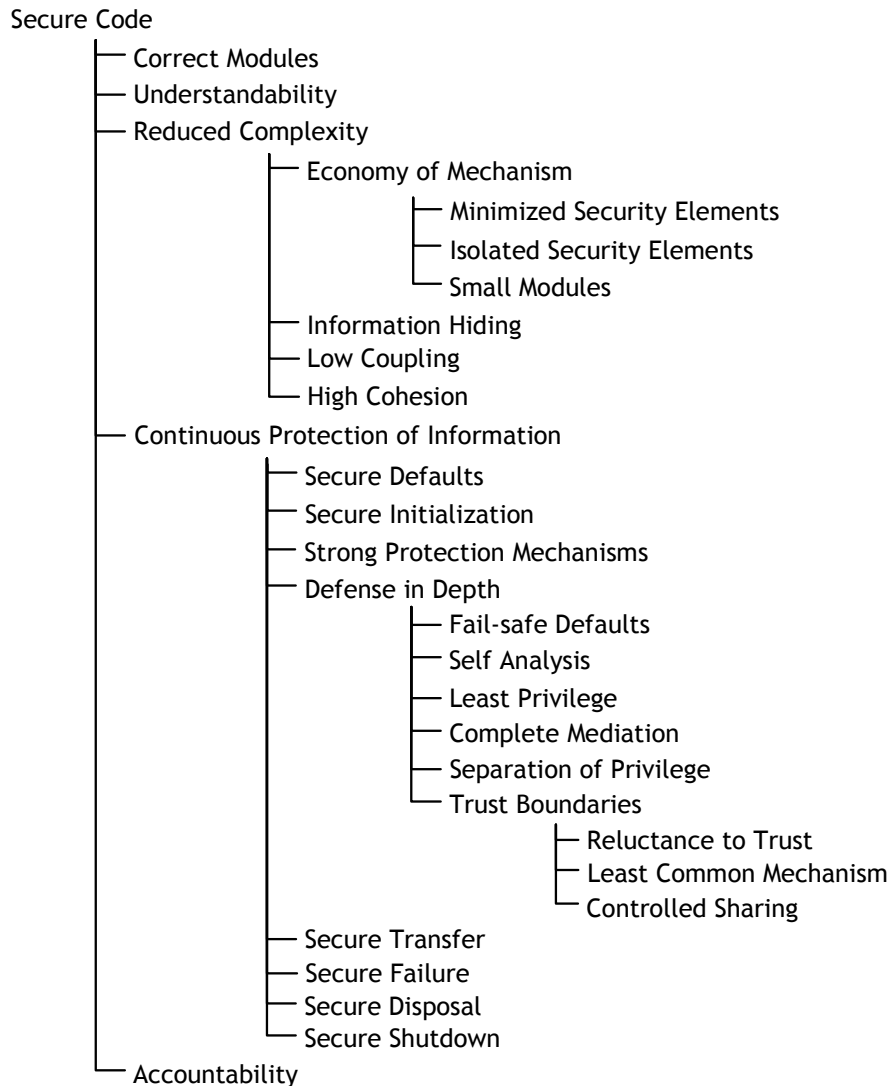 Secure Code
Correct Modules
Understandability
Reduced Complexity
Economy of Mechanism
Minimized Security Elements
Isolated Security Elements
Small Modules
Information Hiding
Low Coupling
High Cohesion
Continuous Protection of Information
Secure Defaults
Secure Initialization
Strong Protection Mechanisms
Defense in Depth
Fail-safe Defaults
Self Analysis
Least Privilege
Complete Mediation
Separation of Privilege
Trust Boundaries
Reluctance to Trust
Least Common Mechanism
Controlled Sharing
Secure Transfer
Secure Failure
Secure Disposal
Secure Shutdown
Accountability